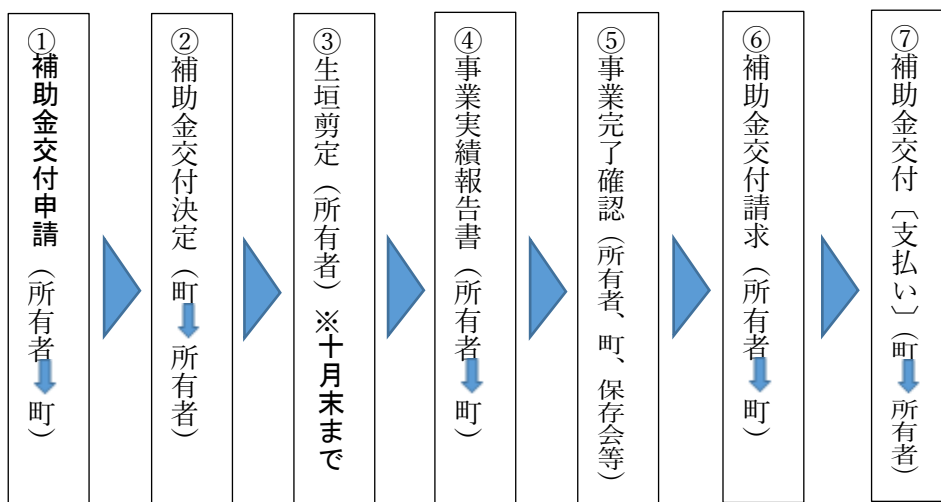 ①補助金交付申請（所有者町）
②補助金交付決定（町所有者）
③生垣剪定（所有者）※十月末まで
④事業実績報告書（所有者町）
⑤事業完了確認（所有者、町、保存会等）
⑥補助金交付請求（所有者町）
⑦補助金交付〔支払い〕（町所有者）